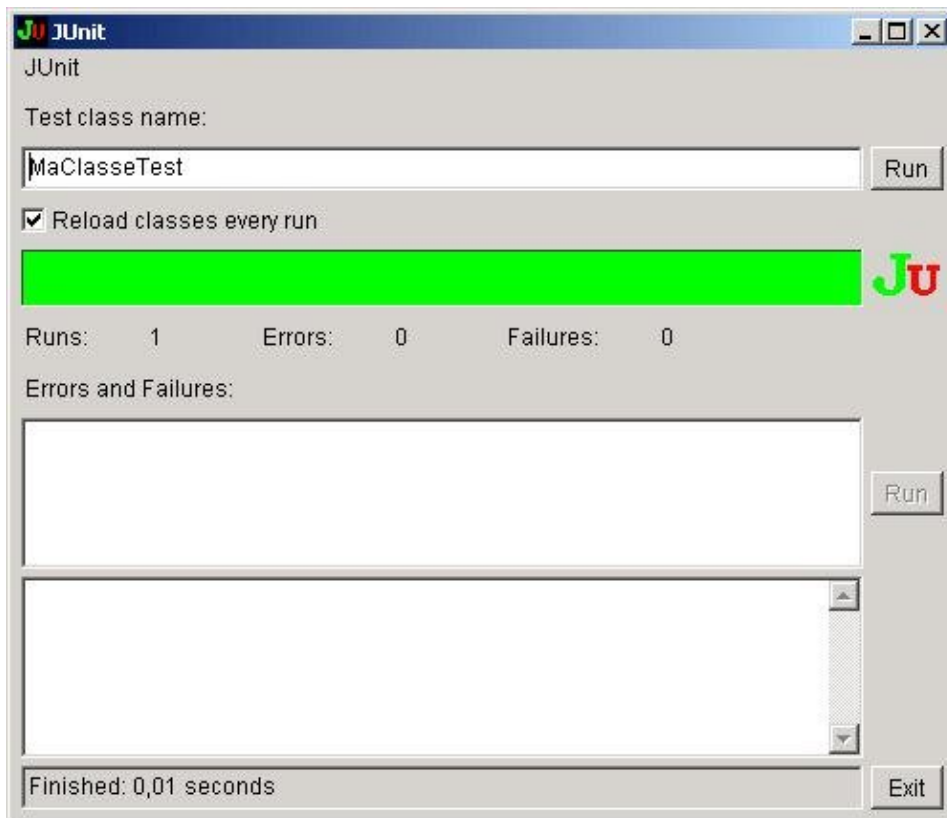 JU JUnit
JUnit
Test class name:
MaClasseTest
Run
Reload classes every run
JU
Runs: 1 Errors: 0 Failures: 0
Errors and Failures:
Run
Finished: 0,01 seconds
Exit